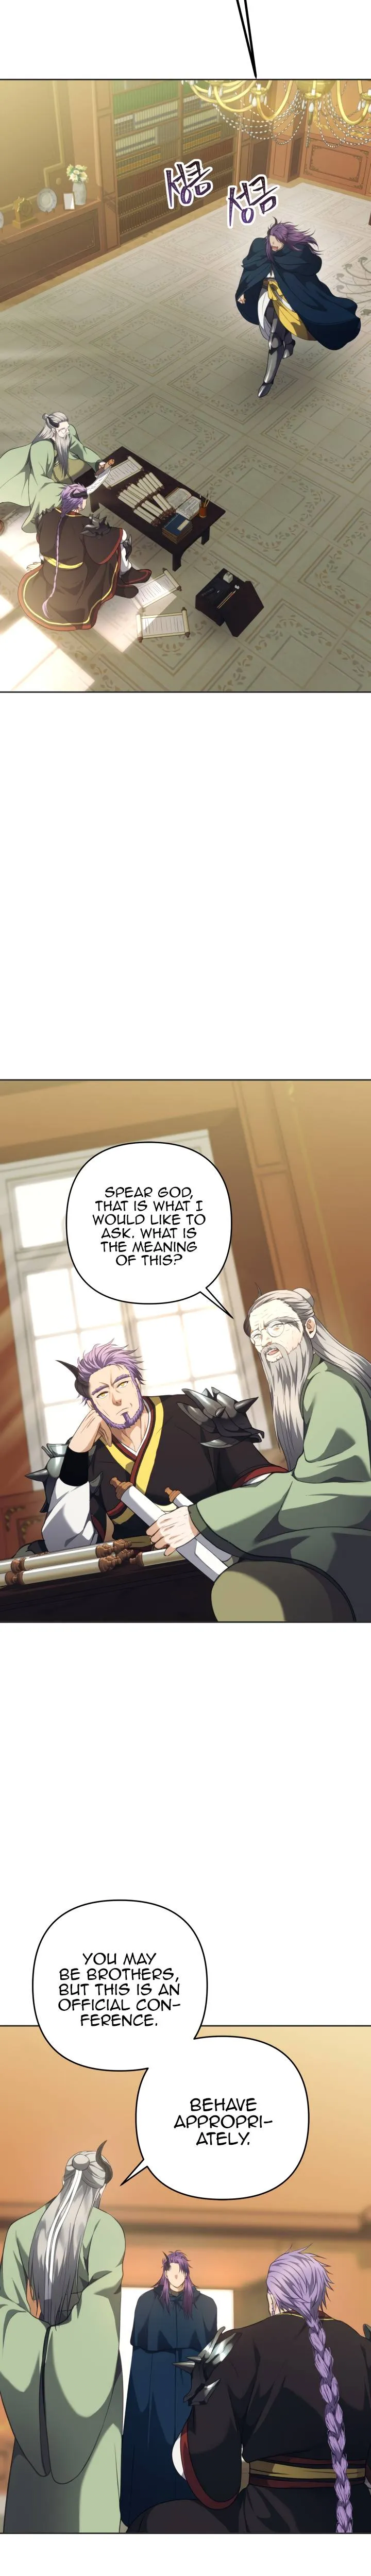 성큼
성큼
SPEAR GOD,
THAT IS WHAT I
WOULD LIKE TO
ASK. WHAT IS
THE MEANING
OF THIS?
YOU MAY
BE BROTHERS,
BUT THIS IS AN
OFFICIAL CON-
FERENCE.
BEHAVE
APPROPRI-
ATELY.